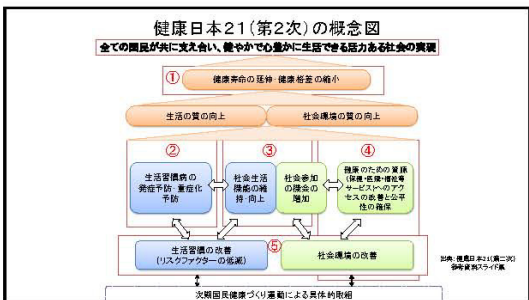 健康日本21(第2次)の概念図
全ての国民が共に支え合い、健やかで心豊かに生活できる活力ある社会の実現
①
健康寿命の延伸・健康格差の縮小
生活の質の向上
社会環境の質の向上
②
③
④
生活習慣病の
発症予防・重症化
予防
社会生活
機能の維
持・向上
社会参加
の機会の
増加
健康のための資源
(保健・医療・福祉等
サービス)へのアク
セスの改善と公平
性の確保
⑤
生活習慣の改善
(リスクファクターの低減)
社会環境の改善
出典:健康日本21(第二次)
参考資料スライド集
次期国民健康づくり運動による具体的取組